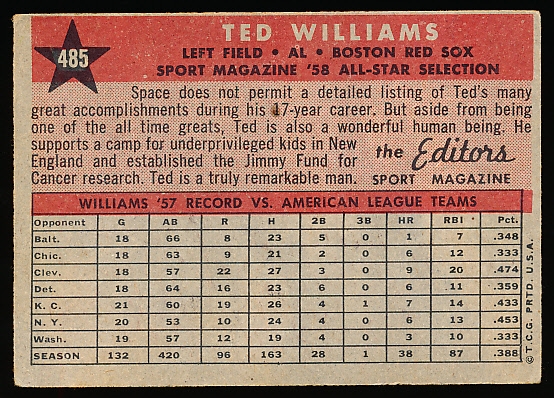 485
TED WILLIAMS
LEFT FIELD • AL • BOSTON RED SOX
SPORT MAGAZINE '58 ALL-STAR SELECTION
Space does not permit a detailed listing of Ted's many
great accomplishments during his 17-year career. But aside from being
one of the all time greats, Ted is also a wonderful human being. He
supports a camp for underprivileged kids in New
England and established the Jimmy Fund for
Cancer research. Ted is a truly remarkable man.
the Editors
SPORT MAGAZINE
WILLIAMS '57 RECORD VS. AMERICAN LEAGUE TEAMS
Opponent G AB R H 2B 3B HR RBI Pct.
Balt. 18 66 8 23 5 0 1 7 .348
Chic. 18 63 9 21 2 0 6 12 .333
Clev. 18 57 22 27 3 0 9 20 .474
Det. 18 64 16 23 6 0 5 11 .359
K. C. 21 60 19 26 4 1 7 14 .433
N. Y. 20 53 10 24 4 0 6 13 .453
Wash. 19 57 12 19 4 0 3 10 .333
SEASON 132 420 96 163 28 1 38 87 .388
© T. C. G. PRTD. U. S. A.